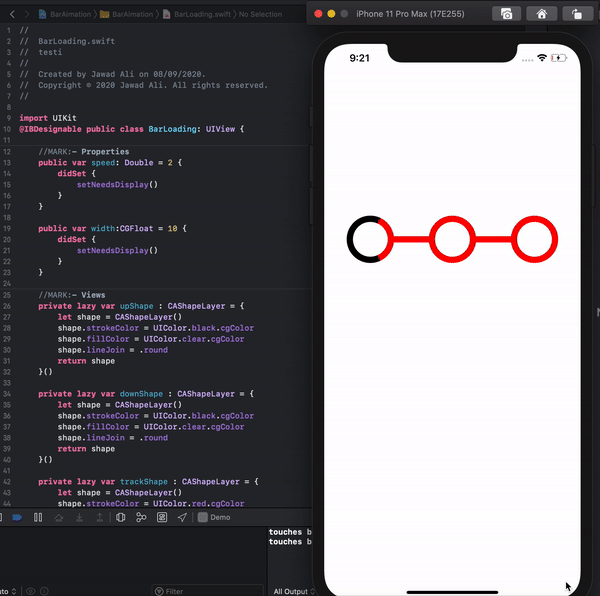 BarAimation 〉 BarAImation 〉 BarLoading.swift 〉 No Selection
1 //
2 //  BarLoading.swift
3 //  testi
4 //
5 //  Created by Jawad Ali on 08/09/2020.
6 //  Copyright © 2020 Jawad Ali. All rights reserved.
7 //
8
9 import UIKit
10 @IBDesignable public class BarLoading: UIView {
11
12     //MARK:- Properties
13     public var speed: Double = 2 {
14         didSet {
15             setNeedsDisplay()
16         }
17     }
18
19     public var width:CGFloat = 10 {
20         didSet {
21             setNeedsDisplay()
22         }
23     }
24
25     //MARK:- Views
26     private lazy var upShape : CAShapeLayer = {
27         let shape = CAShapeLayer()
28         shape.strokeColor = UIColor.black.cgColor
29         shape.fillColor = UIColor.clear.cgColor
30         shape.lineJoin = .round
31         return shape
32     }()
33
34     private lazy var downShape : CAShapeLayer = {
35         let shape = CAShapeLayer()
36         shape.strokeColor = UIColor.black.cgColor
37         shape.fillColor = UIColor.clear.cgColor
38         shape.lineJoin = .round
39         return shape
40     }()
41
42     private lazy var trackShape : CAShapeLayer = {
43         let shape = CAShapeLayer()
44         shape.strokeColor = UIColor.red.cgColor
Demo
touches b
touches b
uto
Filter
All Output
iPhone 11 Pro Max (17E255)
9:21